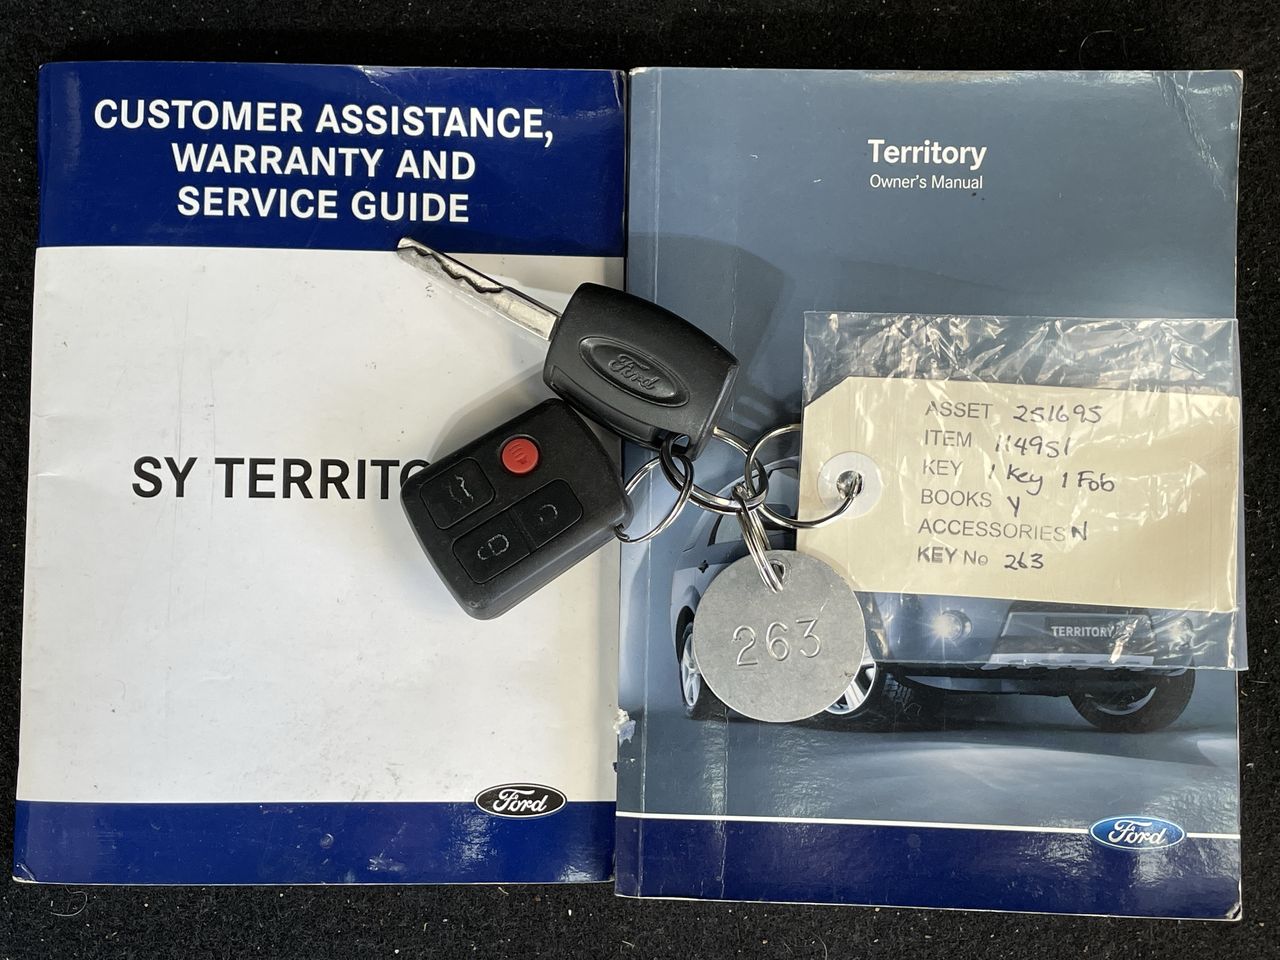 CUSTOMER ASSISTANCE,
WARRANTY AND
SERVICE GUIDE
SY TERRITO
Ford
Territory
Owner's Manual
Ford
ASSET 251695
ITEM 114951
KEY 1 Key 1 Fob
BOOKS Y
ACCESSORIES N
KEY No 263
263
TERRITORY
Ford